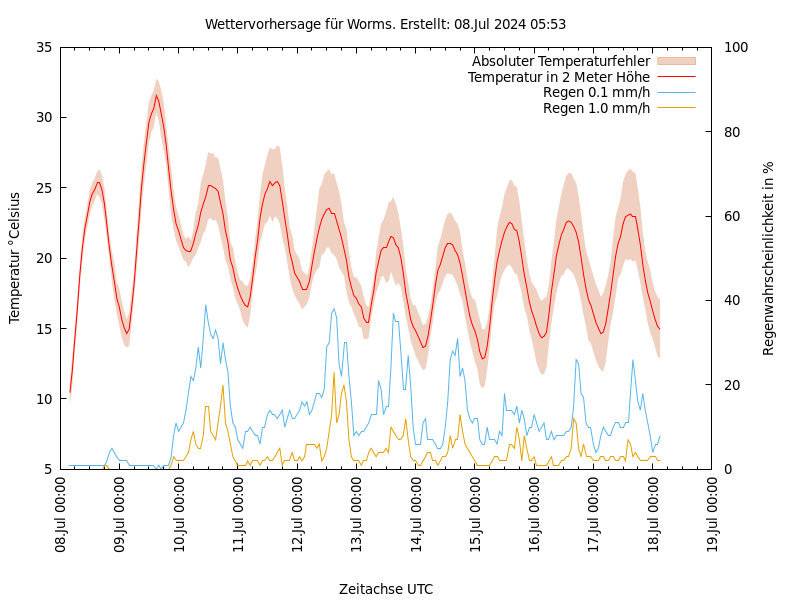 Wettervorhersage für Worms. Erstellt: 08.Jul 2024 05:53
Absoluter Temperaturfehler
Temperatur in 2 Meter Höhe
Regen 0.1 mm/h
Regen 1.0 mm/h
Temperatur °Celsius
35
30
25
20
15
10
5
Regenwahrscheinlichkeit in %
100
80
60
40
20
0
08.Jul 00:00
09.Jul 00:00
10.Jul 00:00
11.Jul 00:00
12.Jul 00:00
13.Jul 00:00
14.Jul 00:00
15.Jul 00:00
16.Jul 00:00
17.Jul 00:00
18.Jul 00:00
19.Jul 00:00
Zeitachse UTC